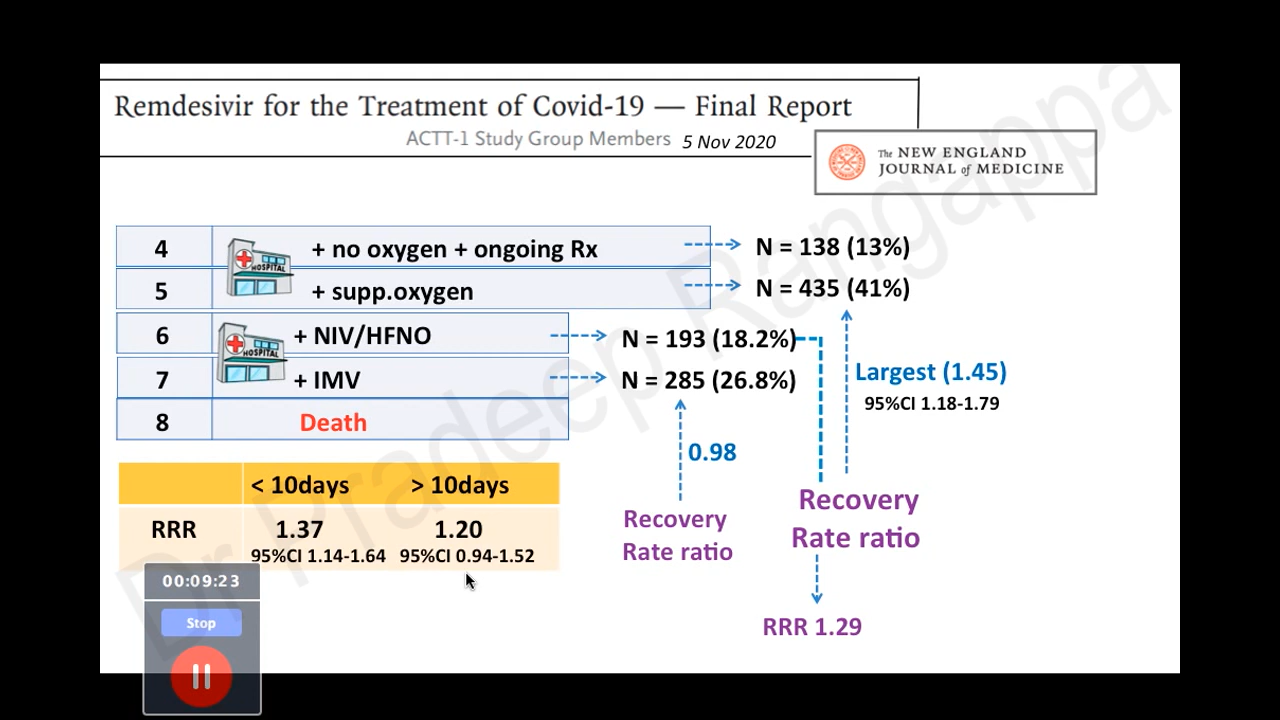 Remdesivir for the Treatment of Covid-19 — Final Report
ACTT-1 Study Group Members 5 Nov 2020
The NEW ENGLAND
JOURNAL of MEDICINE
4 HOSPITAL + no oxygen + ongoing Rx N = 138 (13%)
5 + supp.oxygen N = 435 (41%)
6 HOSPITAL + NIV/HFNO N = 193 (18.2%)
7 + IMV N = 285 (26.8%)
8 Death
Largest (1.45)
95%CI 1.18-1.79
0.98
Recovery
Rate ratio
Recovery
Rate ratio
RRR 1.29
< 10days > 10days
RRR 1.37 1.20
95%CI 1.14-1.64 95%CI 0.94-1.52
00:09:23
Stop
Dr Pradeep Rangappa